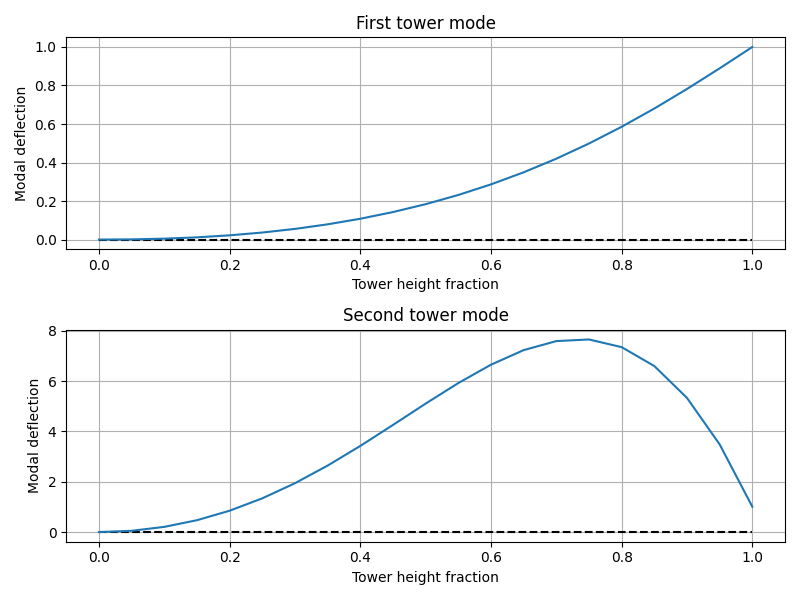 First tower mode
Modal deflection
1.0
0.8
0.6
0.4
0.2
0.0
0.0 0.2 0.4 0.6 0.8 1.0
Tower height fraction
Second tower mode
Modal deflection
8
6
4
2
0
0.0 0.2 0.4 0.6 0.8 1.0
Tower height fraction